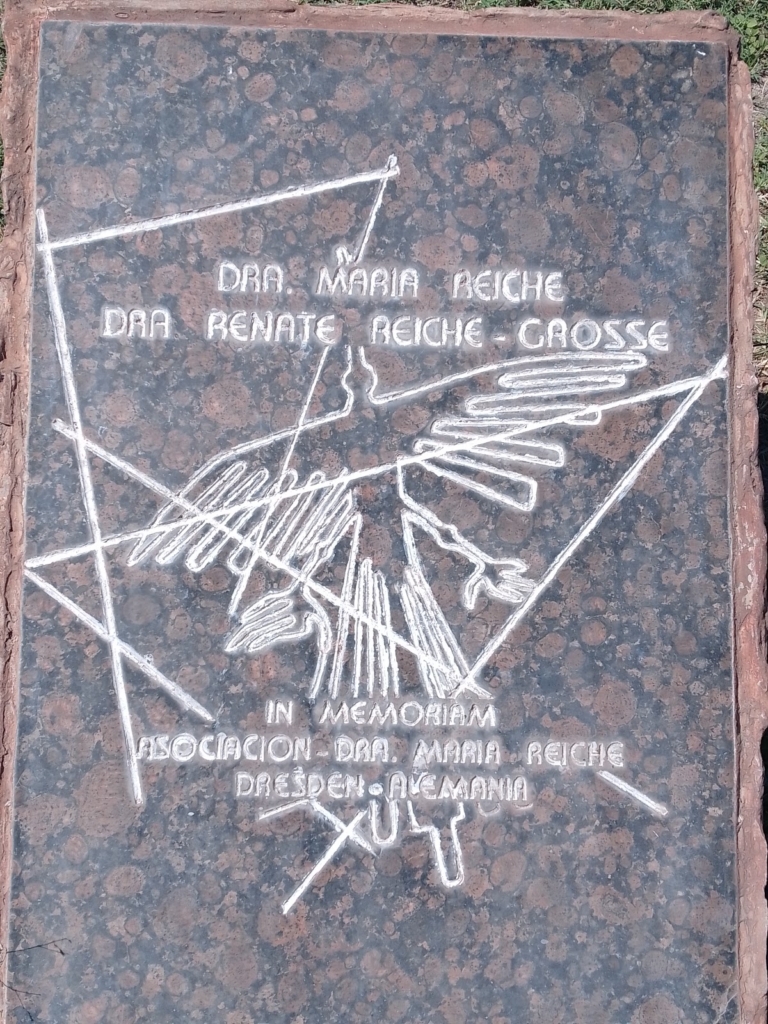 DRA. MARIA REICHE
DRA RENATE REICHE - GROSSE
IN MEMORIAM
ASOCIACION - DRA. MARIA REICHE
DRESDEN - ALEMANIA